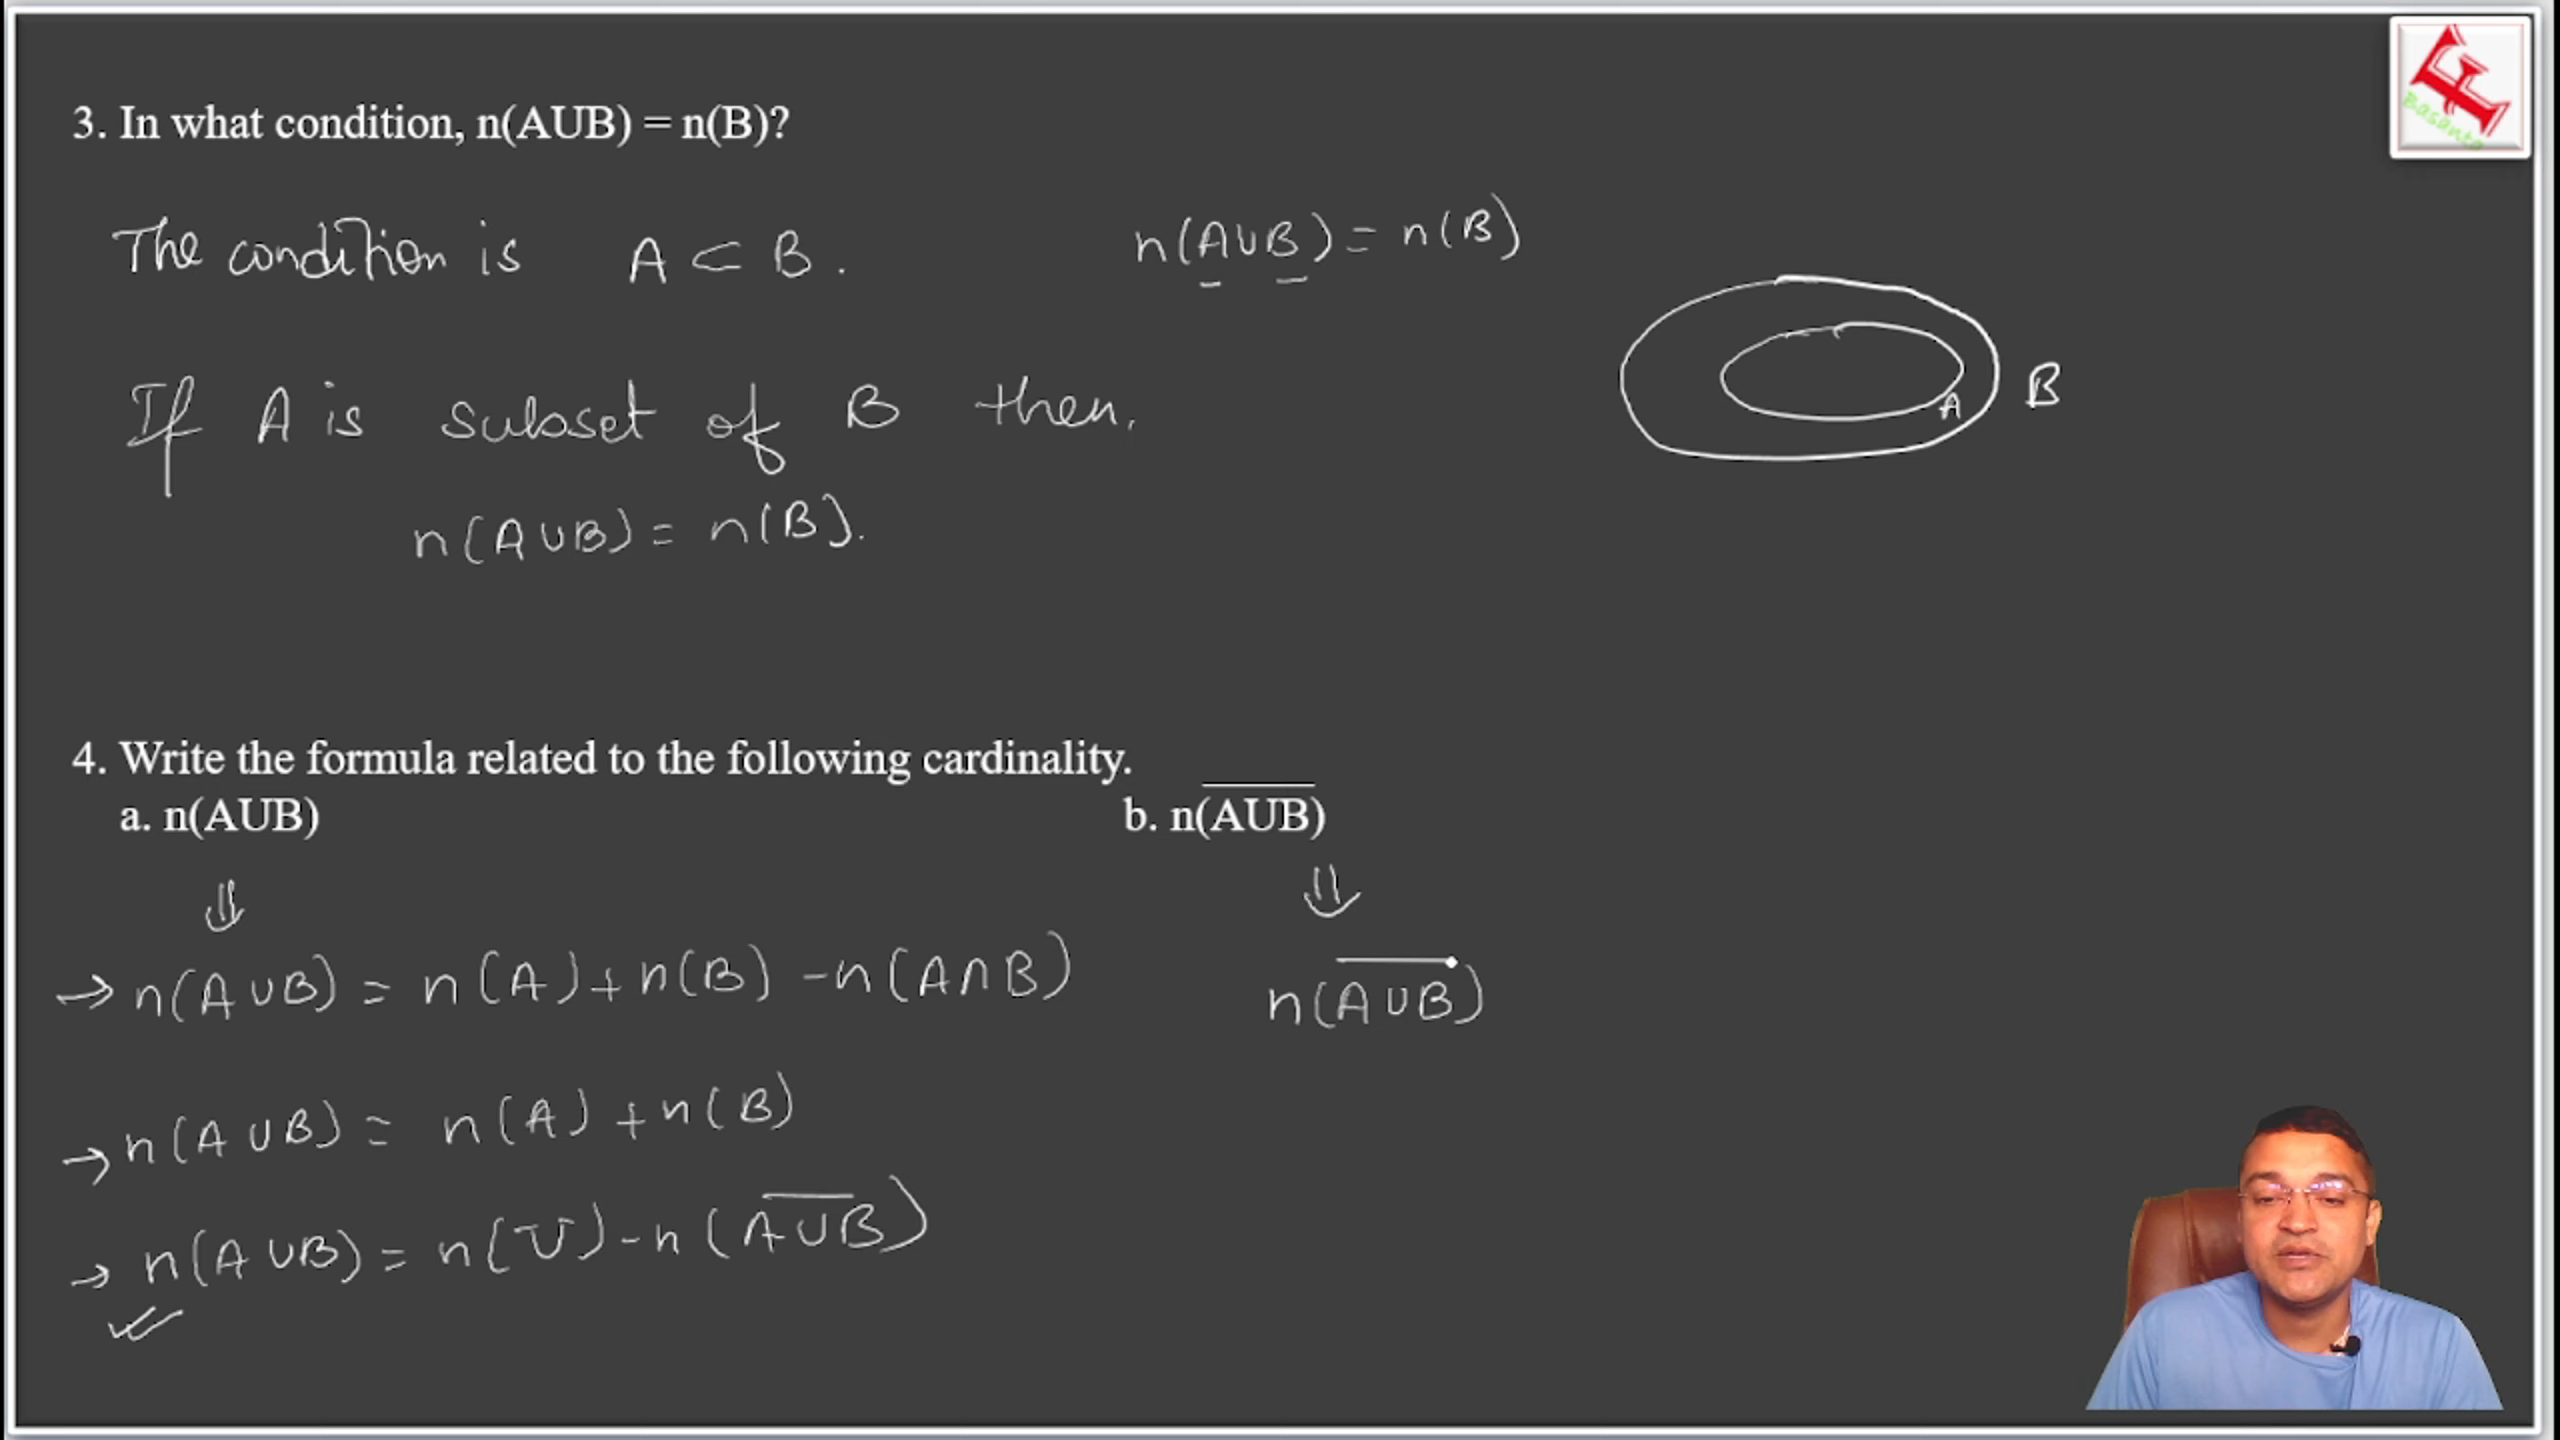 3. In what condition, n(AUB) = n(B)?
The condition is A ⊂ B.
n(A∪B) = n(B)
If A is subset of B then,
n(A∪B) = n(B).
A
B
4. Write the formula related to the following cardinality.
a. n(AUB)
b. n(A̅U̅B̅)
⇓
⇓
→ n(A∪B) = n(A) + n(B) - n(A∩B)
n(A̅∪̅B̅)
→ n(A∪B) = n(A) + n(B)
→ n(A∪B) = n(U) - n(A̅∪̅B̅)
Basanta